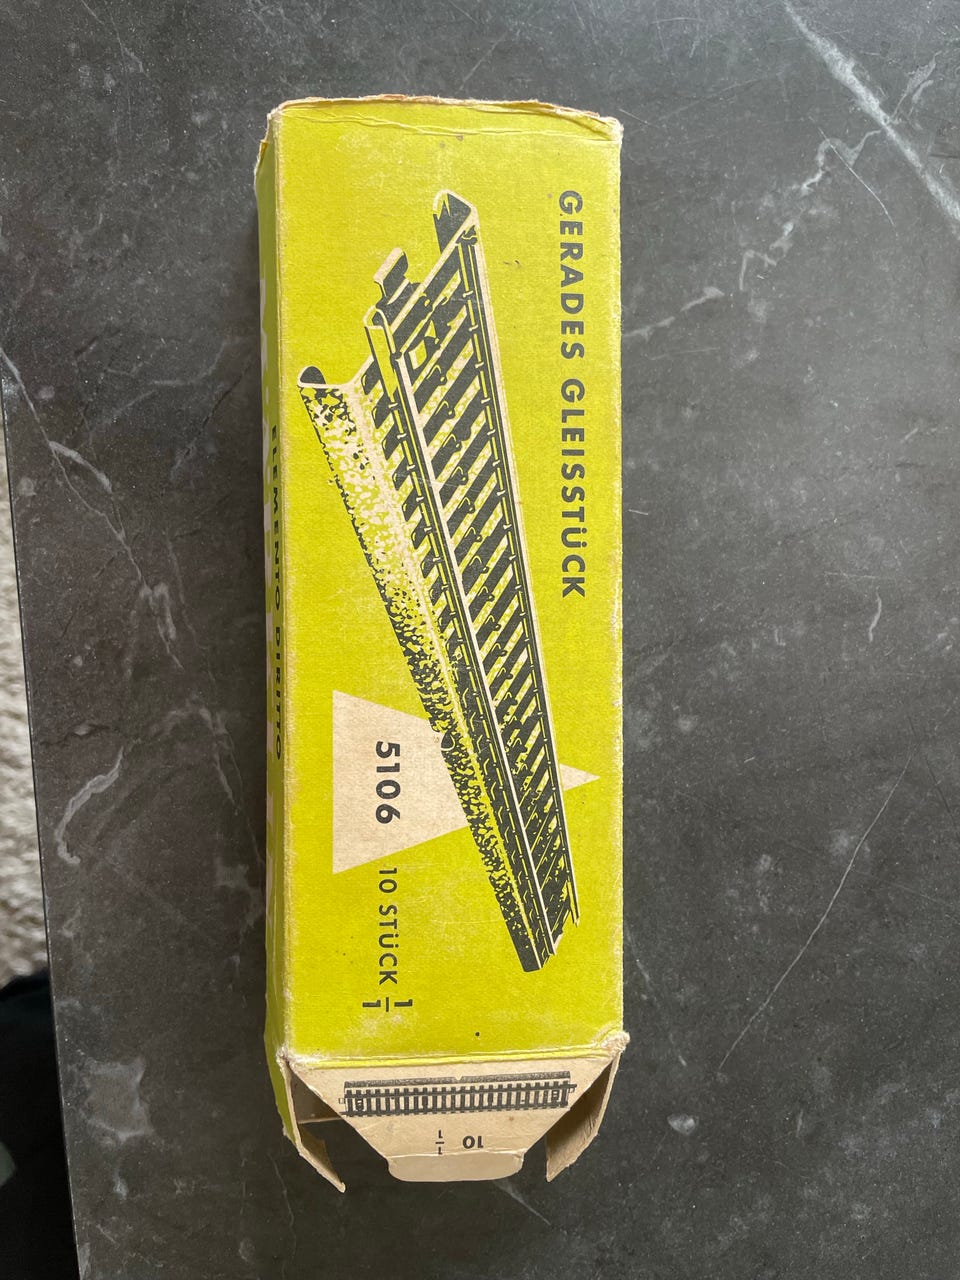 GERADES GLEISSTÜCK
5106
10 STÜCK 1/1
ELEMENTO DIRITTO
10 1/1